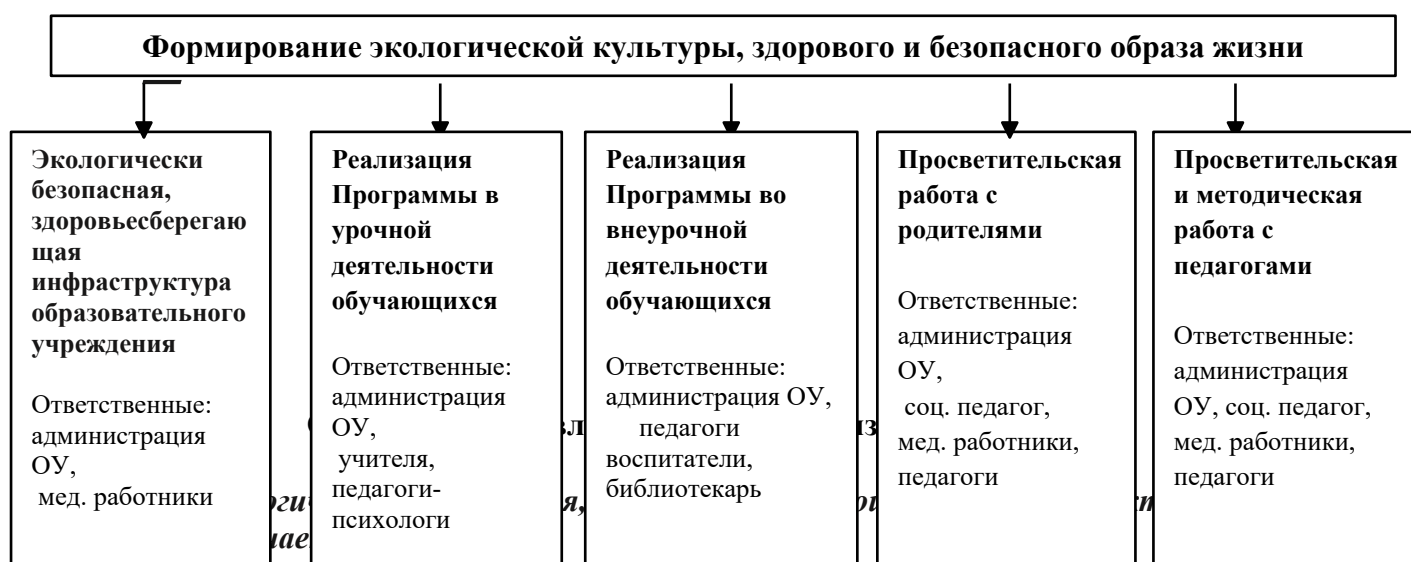 Формирование экологической культуры, здорового и безопасного образа жизни
Экологически
безопасная,
здоровьесберегаю
щая
инфраструктура
образовательного
учреждения
Ответственные:
администрация
ОУ,
мед. работники
Реализация
Программы в
урочной
деятельности
обучающихся
Ответственные:
администрация
ОУ,
учителя,
педагоги-
психологи
Реализация
Программы во
внеурочной
деятельности
обучающихся
Ответственные:
администрация ОУ,
педагоги
воспитатели,
библиотекарь
Просветительская
работа с
родителями
Ответственные:
администрация
ОУ,
соц. педагог,
мед. работники,
педагоги
Просветительская
и методическая
работа с
педагогами
Ответственные:
администрация
ОУ, соц. педагог,
мед. работники,
педагоги